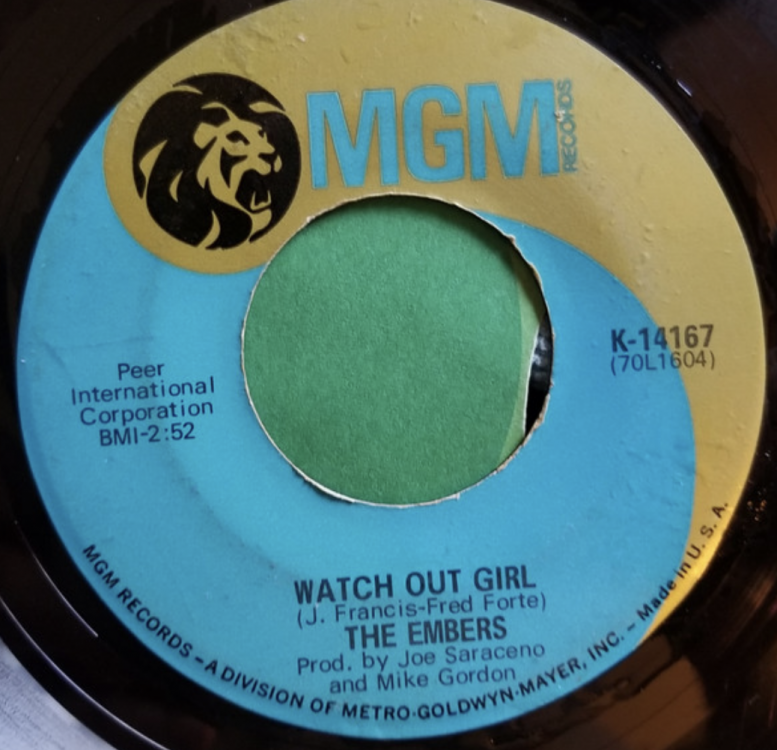 MGM RECORDS
K-14167
(70L1604)
Peer
International
Corporation
BMI-2:52
WATCH OUT GIRL
(J. Francis-Fred Forte)
THE EMBERS
Prod. by Joe Saraceno
and Mike Gordon
MGM RECORDS – A DIVISION OF METRO-GOLDWYN-MAYER, INC. – Made in U. S. A.